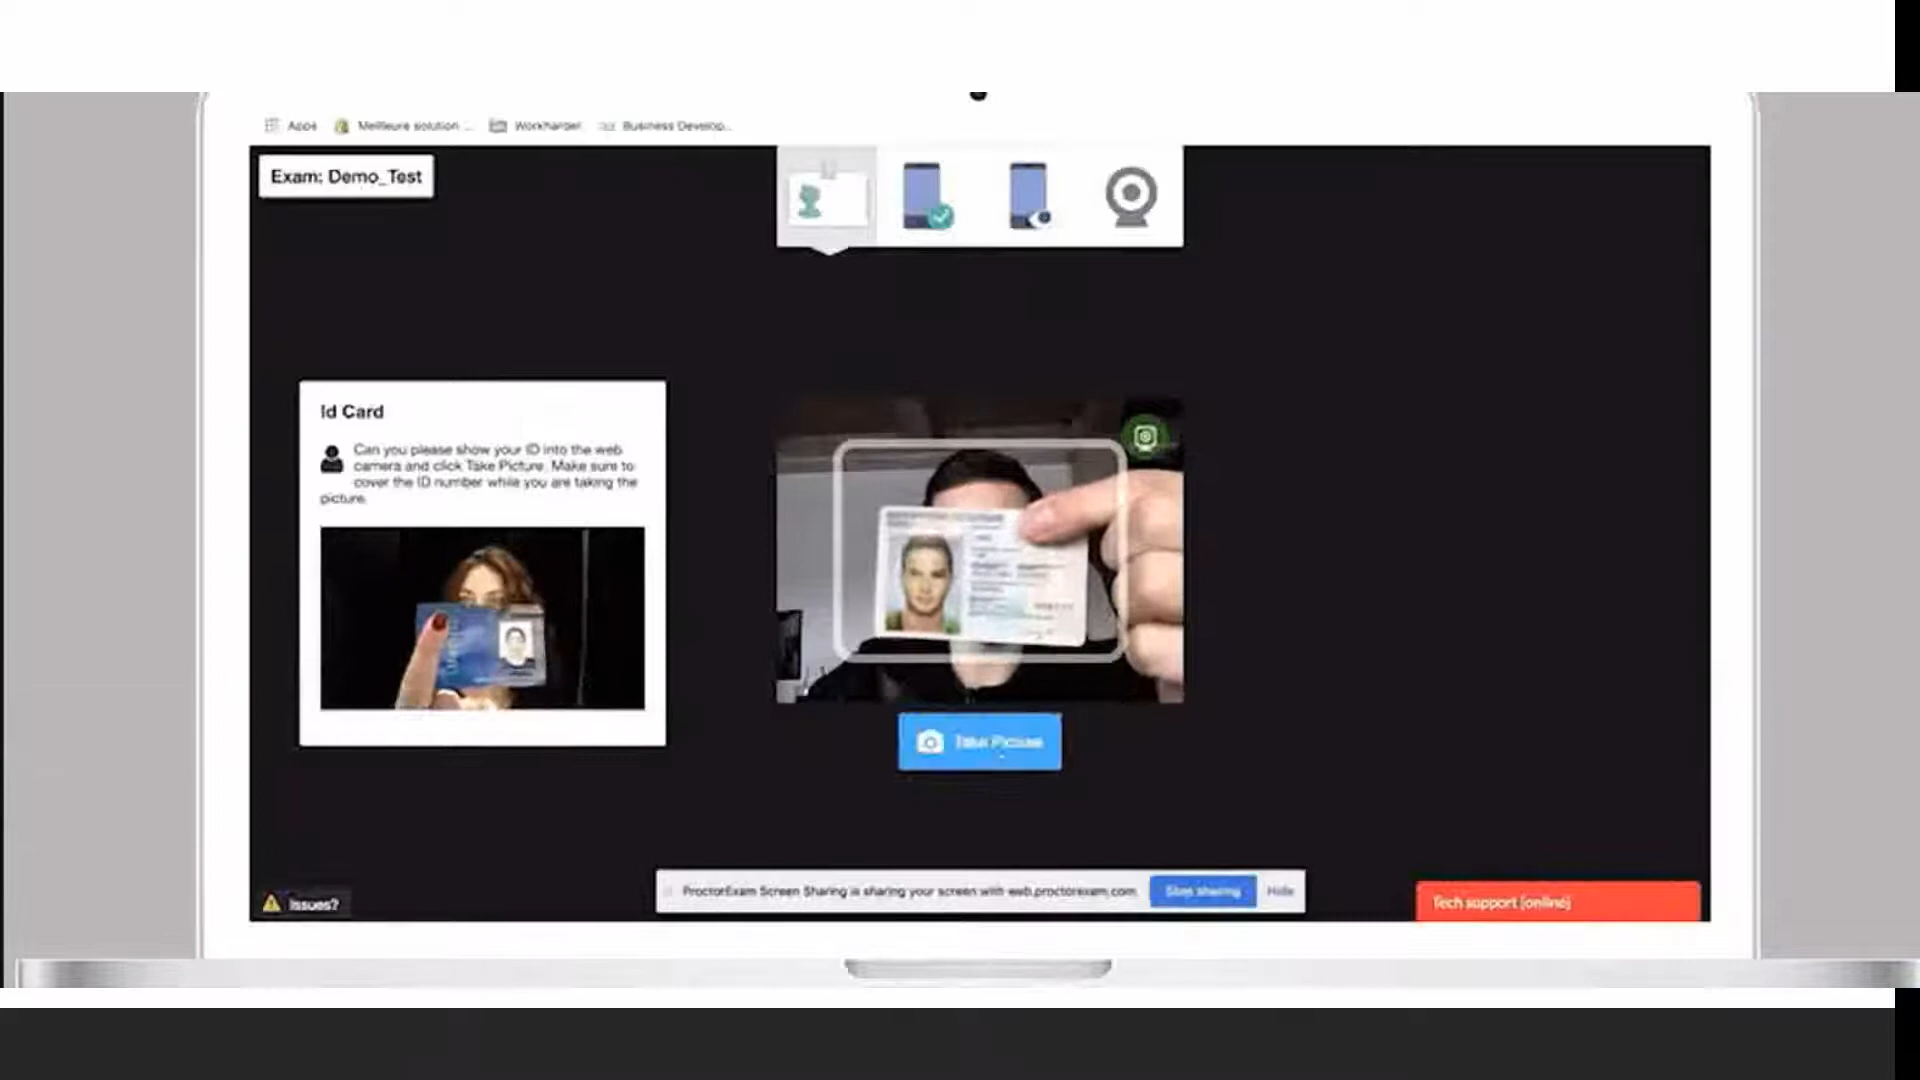 Apps Meilleure solution ... Workharder Business Develop...
Exam: Demo_Test
Id Card
Can you please show your ID into the web
camera and click Take Picture. Make sure to
cover the ID number while you are taking the
picture.
Take Picture
Issues?
ProctorExam Screen Sharing is sharing your screen with web.proctorexam.com. Stop sharing Hide
Tech support (online)